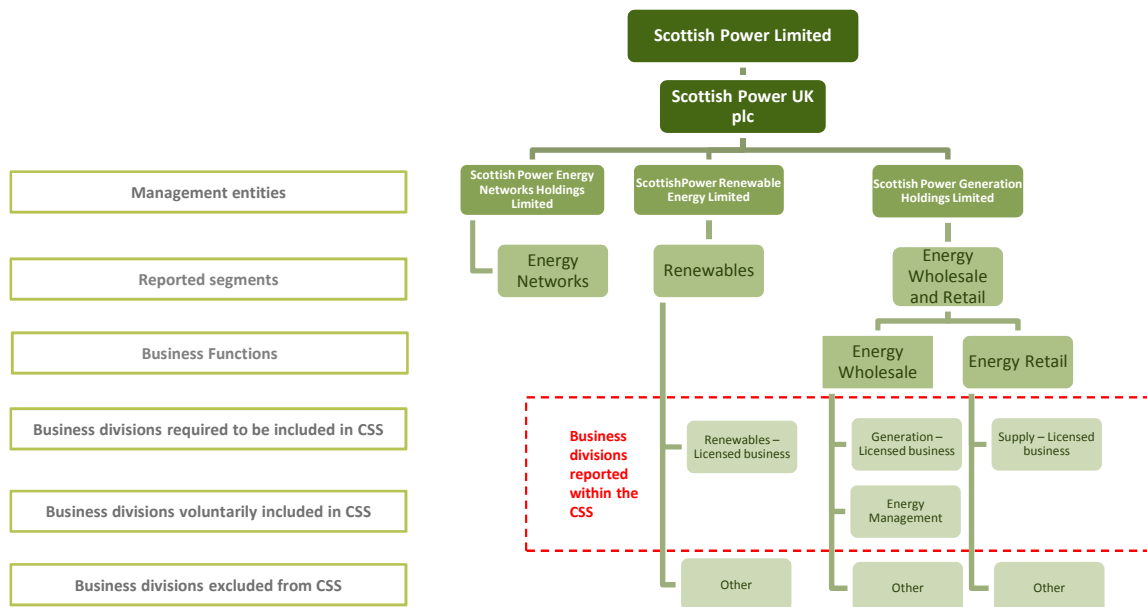 Scottish Power Limited
Scottish Power UK
plc
Management entities
Scottish Power Energy
Networks Holdings
Limited
ScottishPower Renewable
Energy Limited
Scottish Power Generation
Holdings Limited
Reported segments
Energy
Networks
Renewables
Energy
Wholesale
and Retail
Business Functions
Energy
Wholesale
Energy Retail
Business divisions required to be included in CSS
Business
divisions
reported
within the
CSS
Renewables –
Licensed business
Generation –
Licensed business
Supply – Licensed
business
Business divisions voluntarily included in CSS
Energy
Management
Business divisions excluded from CSS
Other
Other
Other